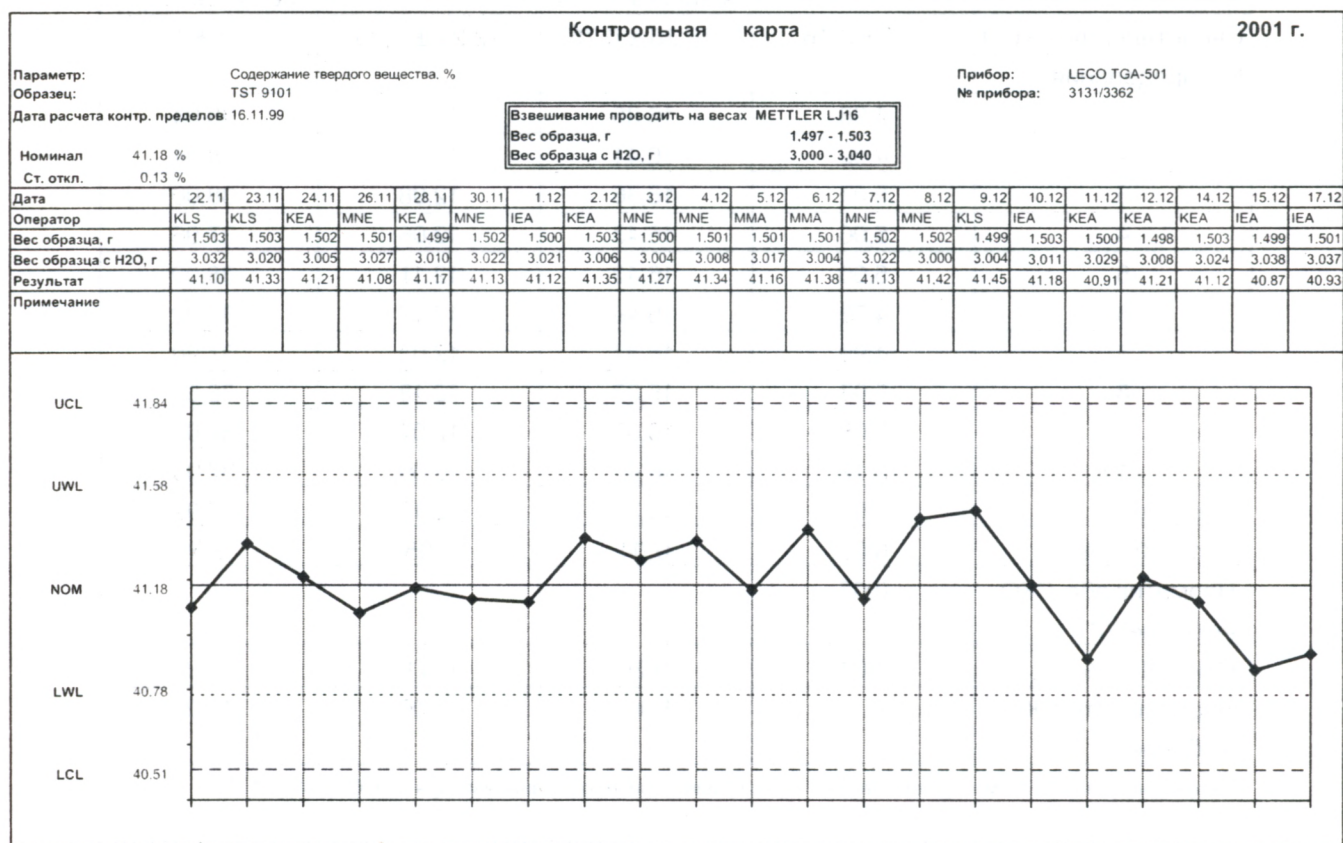 Контрольная карта 2001 г.
Параметр: Содержание твердого вещества. % Прибор: LECO TGA-501
Образец: TST 9101 № прибора: 3131/3362
Дата расчета контр. пределов: 16.11.99
Взвешивание проводить на весах METTLER LJ16
Вес образца, г 1,497 - 1,503
Вес образца с H2O, г 3,000 - 3,040
Номинал 41.18 %
Ст. откл. 0.13 %
Дата 22.11 23.11 24.11 26.11 28.11 30.11 1.12 2.12 3.12 4.12 5.12 6.12 7.12 8.12 9.12 10.12 11.12 12.12 14.12 15.12 17.12
Оператор KLS KLS KEA MNE KEA MNE IEA KEA MNE MNE MMA MMA MNE MNE KLS IEA KEA KEA KEA IEA IEA
Вес образца, г 1.503 1.503 1.502 1.501 1.499 1.502 1.500 1.503 1.500 1.501 1.501 1.501 1.502 1.502 1.499 1.503 1.500 1.498 1.503 1.499 1.501
Вес образца с H2O, г 3.032 3.020 3.005 3.027 3.010 3.022 3.021 3.006 3.004 3.008 3.017 3.004 3.022 3.000 3.004 3.011 3.029 3.008 3.024 3.038 3.037
Результат 41.10 41.33 41.21 41.08 41.17 41.13 41.12 41.35 41.27 41.34 41.16 41.38 41.13 41.42 41.45 41.18 40.91 41.21 41.12 40.87 40.93
Примечание
UCL 41.84
UWL 41.58
NOM 41.18
LWL 40.78
LCL 40.51